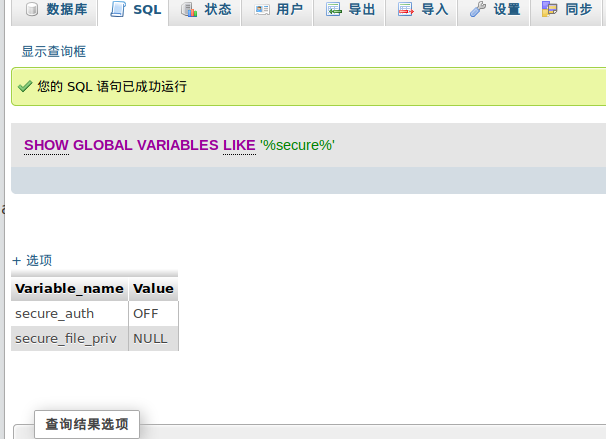 数据库 SQL 状态 用户 导出 导入 设置 同步
显示查询框
您的 SQL 语句已成功运行
SHOW GLOBAL VARIABLES LIKE '%secure%'
+ 选项
Variable_name Value
secure_auth OFF
secure_file_priv NULL
查询结果选项